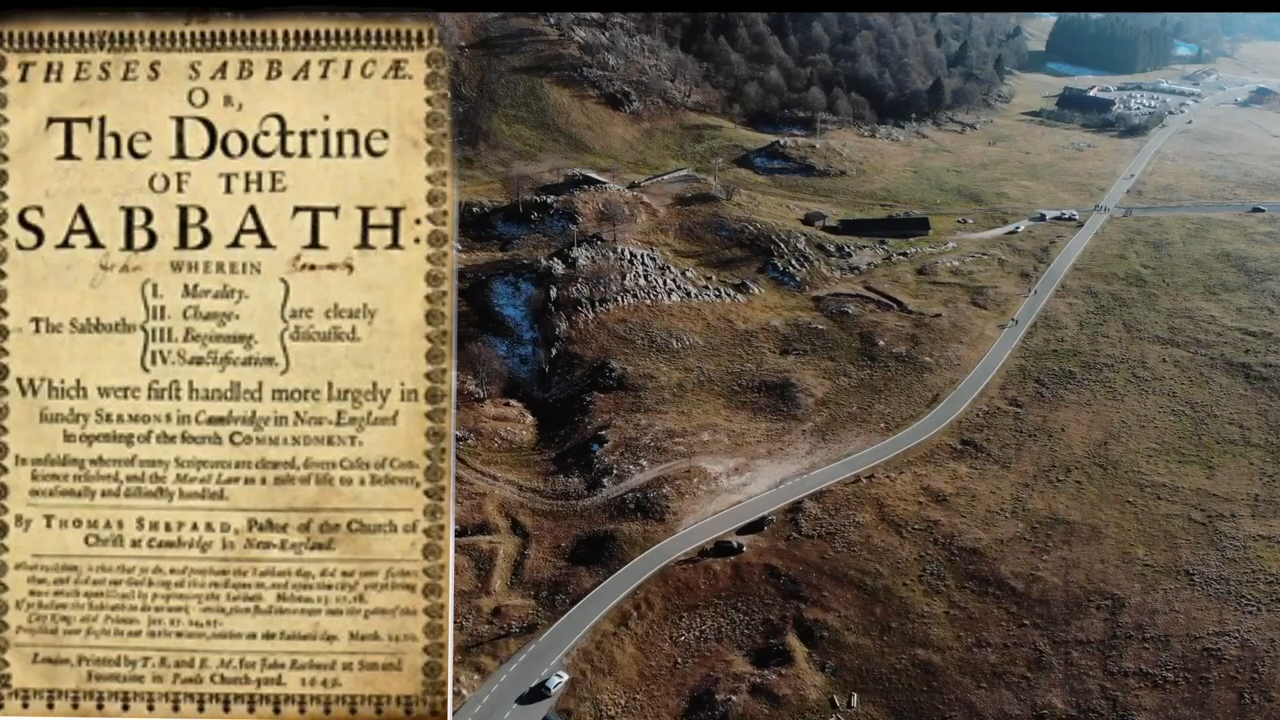 THESES SABBATICÆ.
OR,
The Doctrine
OF THE
SABBATH:
WHEREIN
The Sabbaths
I. Morality.
II. Change.
III. Beginning.
IV. Sanctification.
are clearly
discussed.
Which were first handled more largely in
sundry SERMONS in Cambridge in New-England
in opening of the fourth COMMANDMENT.
In unfolding whereof many Scriptures are cleared, divers Cases of Con-
science resolved, and the Moral Law as a rule of life to a Believer,
occasionally and distinctly handled.
By THOMAS SHEPARD, Pastor of the Church of
Christ at Cambridge in New-England.
London, Printed by T. R. and E. M. for John Rothwell at Sun and
Fountaine in Pauls Church-yard. 1649.